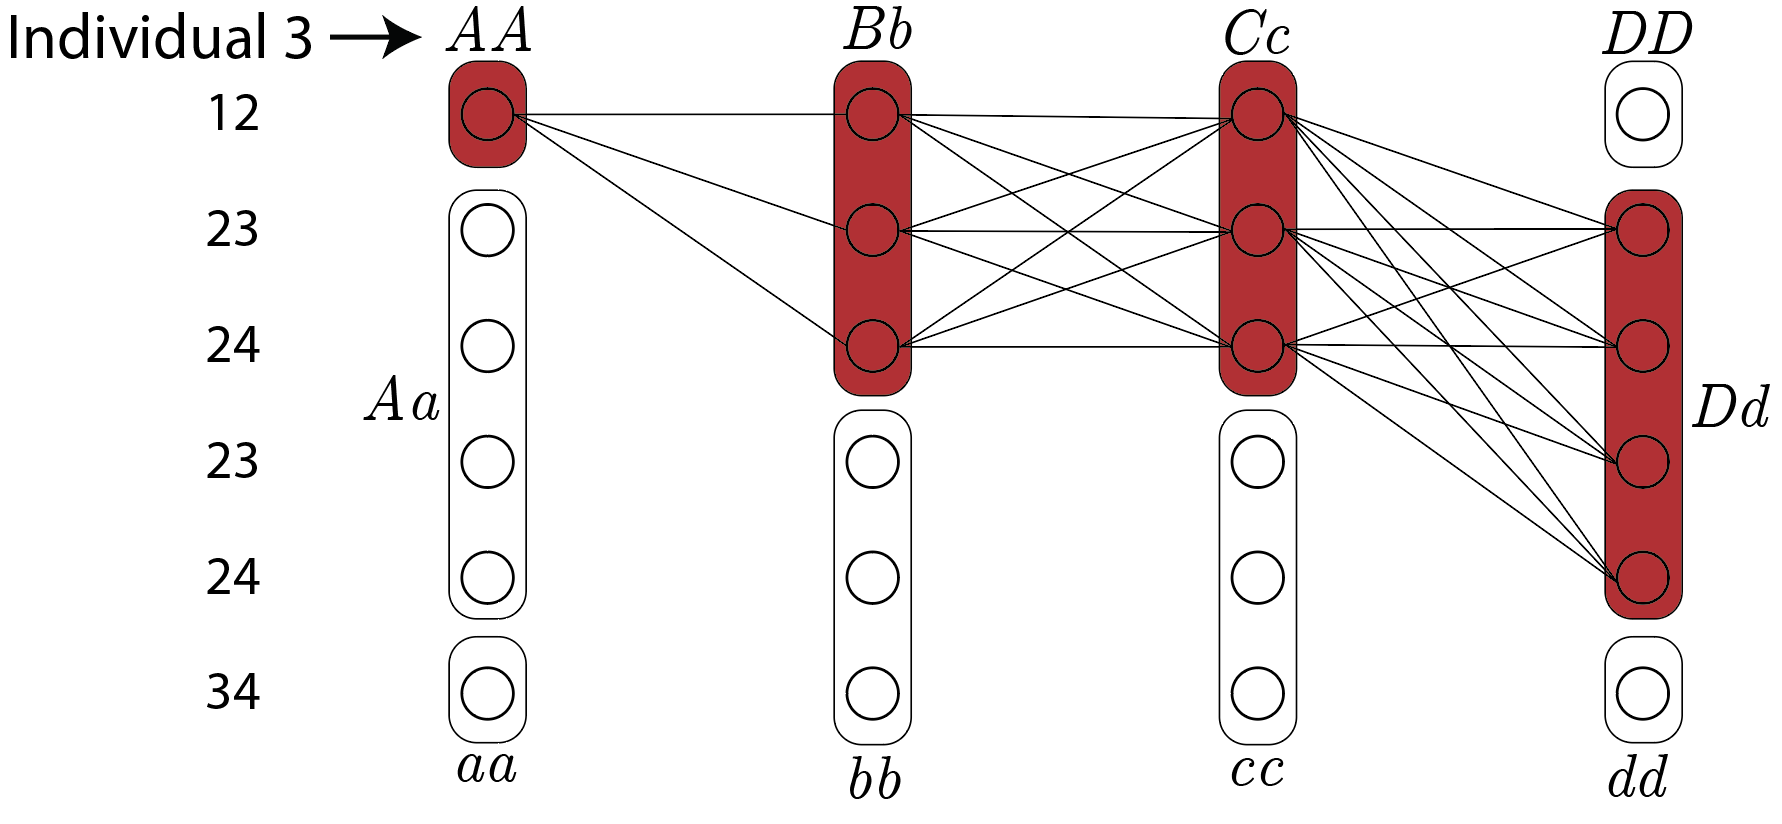 Individual 3 AA Bb Cc DD
12
23
24
Aa Dd
23
24
34
aa bb cc dd